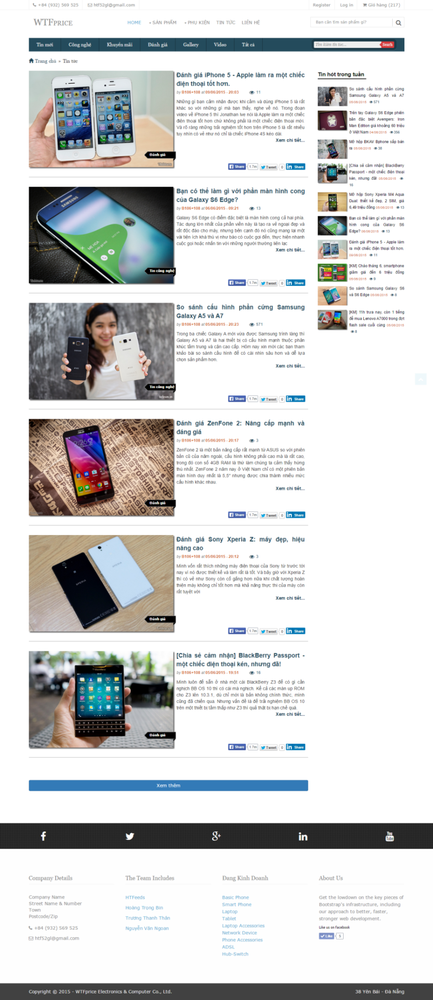 +84 (932) 569 525
htf52gl@gmail.com
Register
Log in
Giỏ hàng (217)
WTFprice
HOME
SẢN PHẨM
PHỤ KIỆN
TIN TỨC
LIÊN HỆ
Bạn cần tìm sản phẩm gì?
Tin mới
Công nghệ
Khuyến mãi
Đánh giá
Gallery
Video
Tất cả
Tìm kiếm tin tức...
Searh
Trang chủ » Tin tức
Đánh giá iPhone 5 - Apple làm ra một chiếc
điện thoại tốt hơn.
by B106+108 at 09/06/2015 - 20:03 11
Những gì bạn cảm nhận được khi cầm và dùng iPhone 5 là rất
khác so với những gì mà bạn thấy, nghe về nó. Trong đoạn
video về iPhone 5 thì Jonathan Ive nói là Apple làm ra một chiếc
điện thoại tốt hơn chứ không phải là một chiếc điện thoại mới.
Và rõ ràng những trải nghiệm tốt hơn trên iPhone 5 là rất nhiều
tuy nhìn có vẻ như nó chỉ là chiếc iPhone 4S kéo dài.
Xem chi tiết...
Đánh giá
Share 1.7m Tweet 0 Share
Bạn có thể làm gì với phần màn hình cong
của Galaxy S6 Edge?
by B106+108 at 06/06/2015 - 09:21 13
Galaxy S6 Edge có điểm đặc biệt là màn hình cong cả hai phía.
Tác dụng lớn nhất của phần viền này là tạo ra vẻ ngoại đẹp và
rất độc đáo cho máy, nhưng bên cạnh đó nó cũng mang lại một
vài tiện ích khá thú vị như báo có cuộc gọi đến, thực hiện nhanh
cuộc gọi hoặc nhắn tin với những người thường liên lạc
Xem chi tiết...
SAMSUNG
Tin công nghệ
Share 1.7m Tweet 0 Share
So sánh cấu hình phần cứng Samsung
Galaxy A5 và A7
by B106+108 at 05/06/2015 - 20:23 571
Trong ba chiếc Galaxy A mới vừa được Samsung trình làng thì
Galaxy A5 và A7 là hai thiết bị có cấu hình mạnh thuộc phân
khúc tầm trung và cận cao cấp. Hôm nay xin mời các bạn tham
khảo bài so sánh cấu hình để có cái nhìn sâu hơn và dễ lựa
chọn sản phẩm hơn.
Xem chi tiết...
Tin công nghệ
Share 1.7m Tweet 0 Share
Đánh giá ZenFone 2: Nâng cấp mạnh và
đáng giá
by B106+108 at 05/06/2015 - 20:17 3
ZenFone 2 là một bản nâng cấp rất mạnh từ ASUS so với phiên
bản cũ của năm ngoái, cấu hình không phải cao mà là rất cao,
trong đó con số 4GB RAM là thứ làm chúng ta cảm thấy hứng
thú nhất. ZenFone 2 năm nay ở Việt Nam chỉ có một phiên bản
màn hình duy nhất là 5,5" nhưng được chia thành nhiều mức
cấu hình khác nhau.
Xem chi tiết...
Đánh giá
Share 1.7m Tweet 0 Share
Đánh giá Sony Xperia Z: máy đẹp, hiệu
năng cao
by B106+108 at 05/06/2015 - 20:12 3
Mình vốn rất thích những máy điện thoại của Sony từ trước tới
nay vì nó được thiết kế và làm rất là tốt. Và bây giờ với Xperia Z
thì có vẻ như Sony còn cố gắng hơn nữa khi chất lượng hoàn
thiện máy không chỉ tốt hơn mà khả năng thực thi của máy còn
rất tuyệt vời
Xem chi tiết...
XPERIA
XPERIA
Đánh giá
Share 1.7m Tweet 0 Share
[Chia sẻ cảm nhận] BlackBerry Passport -
một chiếc điện thoại kén, nhưng đã!
by B106+108 at 05/06/2015 - 19:51 16
Mình luôn để sẵn ở nhà một cái BlackBerry Z3 để có gì cần
nghịch BB OS 10 thì có cái mà nghịch. Kể cả các màn up ROM
cho Z3 lên 10.3.1, dù chỉ mới là bản không chính thức, mình
cũng đã chiến qua. Nhưng vấn đề là để trải nghiệm BB OS 10
trên một thiết bị tầm thấp như Z3 thì quả thật bị hạn chế quá.
Xem chi tiết...
Đánh giá
Share 1.7m Tweet 0 Share
Xem thêm
Tin hót trong tuần
So sánh cấu hình phần cứng
Samsung Galaxy A5 và A7
05/06/2015 571
Trên tay Galaxy S6 Edge phiên
bản đặc biệt Avengers: Iron
Man Edition giá khoảng 60 triệu
ở Việt Nam 04/06/2015 356
Mở hộp BKAV Bphone sắp bán
ra 05/06/2015 38
[Chia sẻ cảm nhận] BlackBerry
Passport - một chiếc điện thoại
kén, nhưng đã! 05/06/2015
16
Mở hộp Sony Xperia M4 Aqua
Dual: thiết kế đẹp, 2 SIM, giá
6,49 triệu đồng 05/06/2015 13
Bạn có thể làm gì với phần màn
hình cong của Galaxy S6
Edge? 06/06/2015 13
Đánh giá iPhone 5 - Apple làm
ra một chiếc điện thoại tốt hơn.
09/06/2015 11
[KM] Chào tháng 6, smartphone
giảm giá đến 6 triệu đồng
05/06/2015 9
So sánh Samsung Galaxy S6
và S6 Edge 05/06/2015 8
[KM] 11h trưa nay, còn 1 tiếng
để mua Lenovo A7000 trong đợt
flash sale cuối cùng 05/06/2015
8
Company Details
Company Name
Street Name & Number
Town
Postcode/Zip
+84 (932) 569 525
htf52gl@gmail.com
The Team Includes
HTFeeds
Hoàng Trọng Bin
Trương Thanh Thân
Nguyễn Văn Ngoan
Đang Kinh Doanh
Basic Phone
Smart Phone
Laptop
Tablet
Laptop Accessories
Network Device
Phone Accessories
ADSL
Hub-Switch
About Us
Get the lowdown on the key pieces of
Bootstrap's infrastructure, including
our approach to better, faster,
stronger web development.
Like us on facebook
Like 5
Copyright © 2015 - WTFprice Electronics & Computer Co., Ltd.
38 Yên Bái - Đà Nẵng